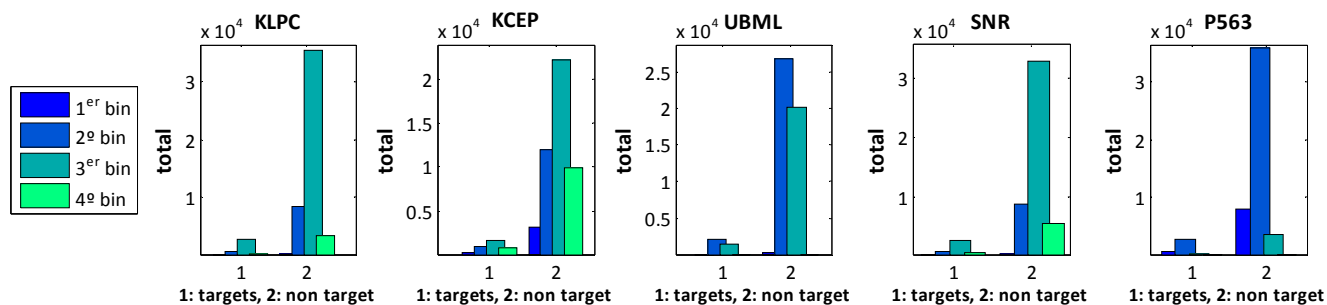 1er bin
2º bin
3er bin
4º bin
KLPC
x 10^4
3
2
1
total
1 2
1: targets, 2: non target
KCEP
x 10^4
2
1.5
1
0.5
total
1 2
1: targets, 2: non target
UBML
x 10^4
2.5
2
1.5
1
0.5
total
1 2
1: targets, 2: non target
SNR
x 10^4
3
2
1
total
1 2
1: targets, 2: non target
P563
x 10^4
3
2
1
total
1 2
1: targets, 2: non target